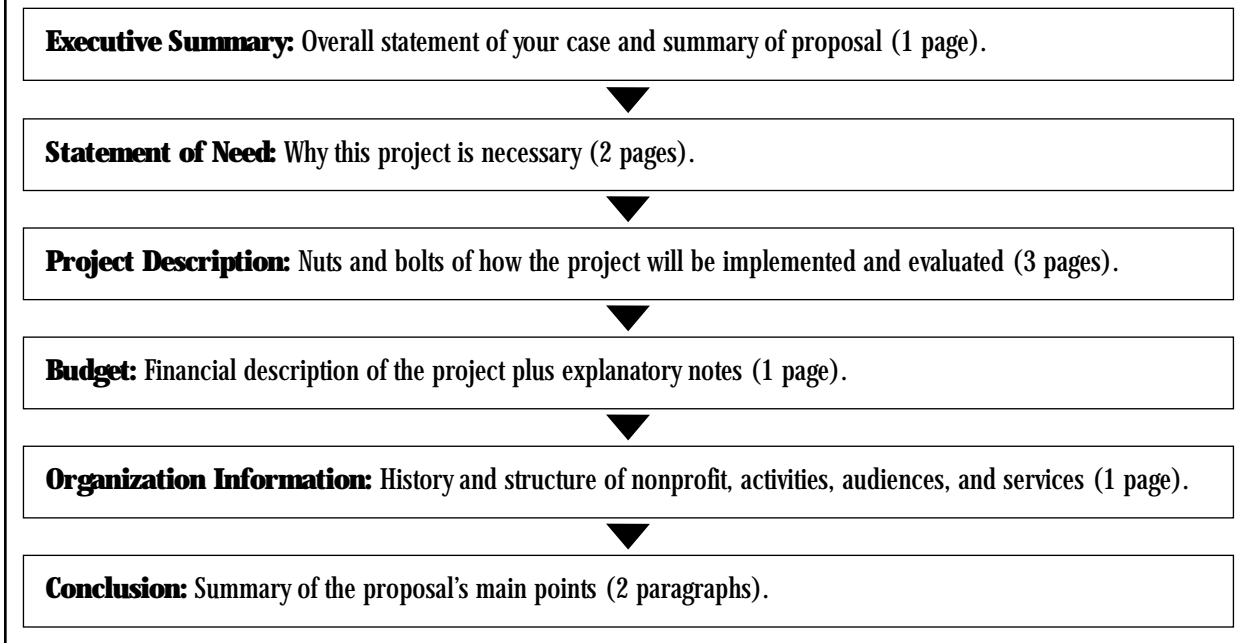 Executive Summary: Overall statement of your case and summary of proposal (1 page).
Statement of Need: Why this project is necessary (2 pages).
Project Description: Nuts and bolts of how the project will be implemented and evaluated (3 pages).
Budget: Financial description of the project plus explanatory notes (1 page).
Organization Information: History and structure of nonprofit, activities, audiences, and services (1 page).
Conclusion: Summary of the proposal's main points (2 paragraphs).